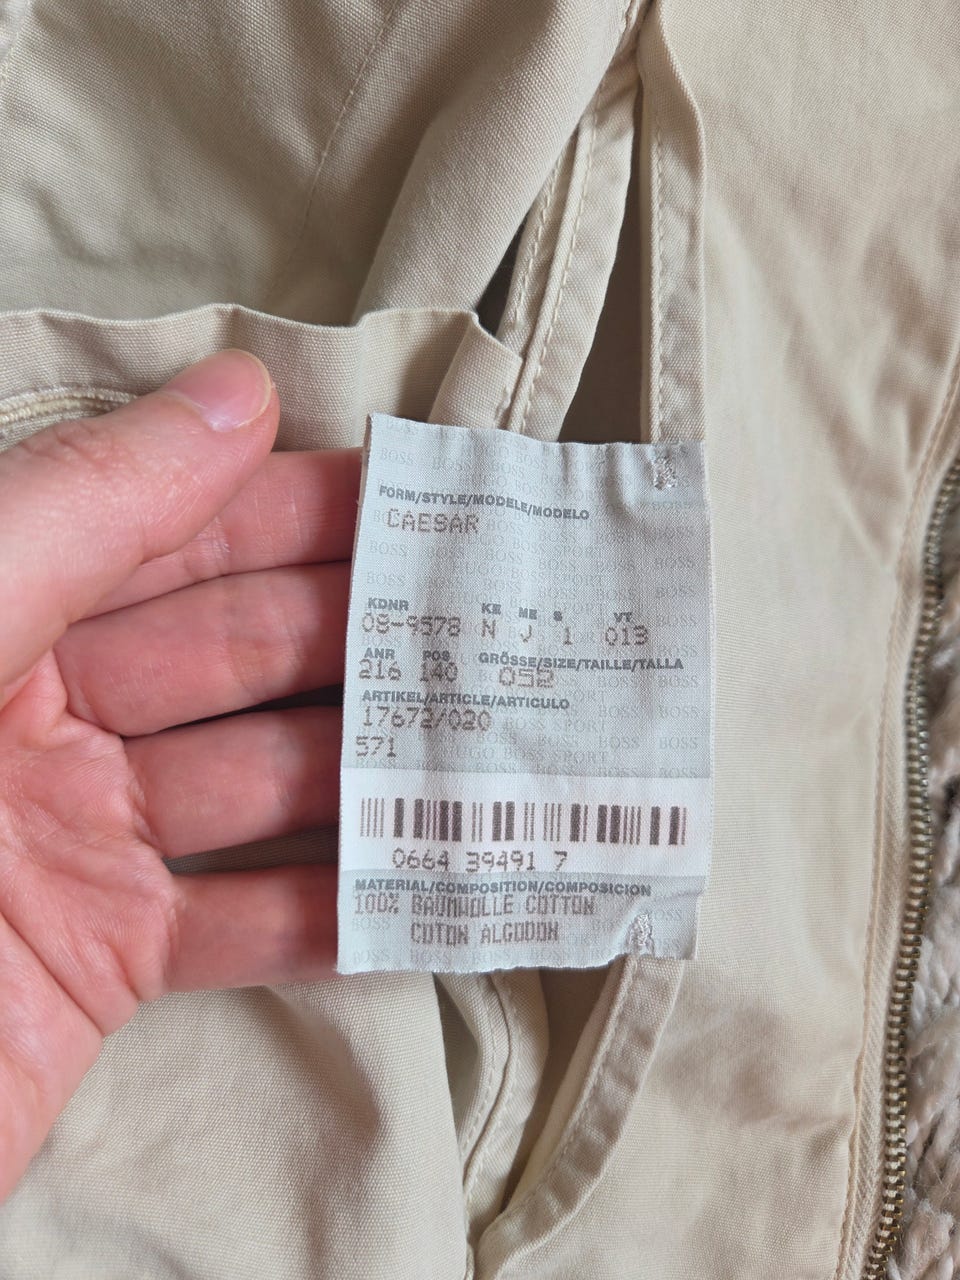 FORM/STYLE/MODELE/MODELO
CAESAR
KDNR KE ME S VT
08-9578 N J 1 013
ANR POS GRÖSSE/SIZE/TAILLE/TALLA
216 140 052
ARTIKEL/ARTICLE/ARTICULO
17672/020
571
0664 39491 7
MATERIAL/COMPOSITION/COMPOSICION
100% BAUMWOLLE COTTON
COTON ALGODON